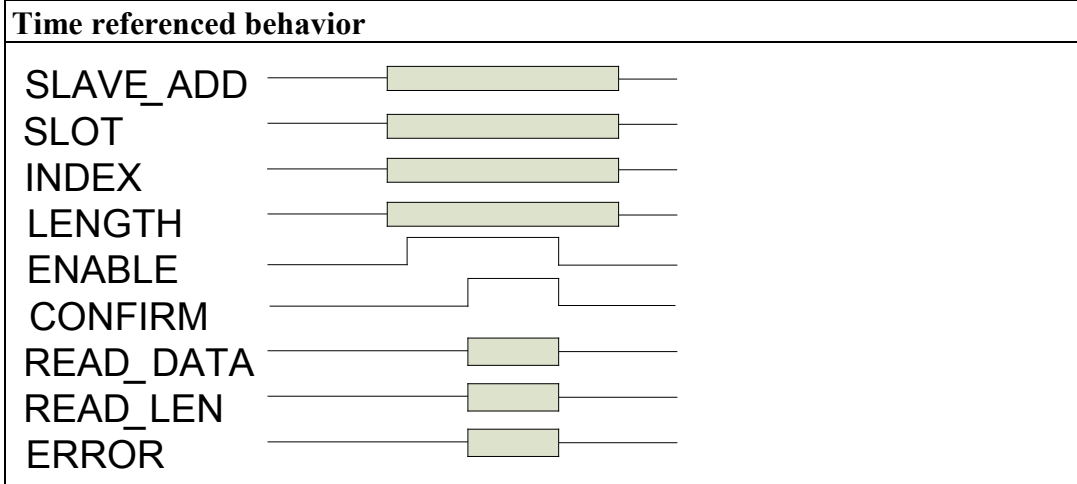 Time referenced behavior
SLAVE_ADD
SLOT
INDEX
LENGTH
ENABLE
CONFIRM
READ_DATA
READ_LEN
ERROR